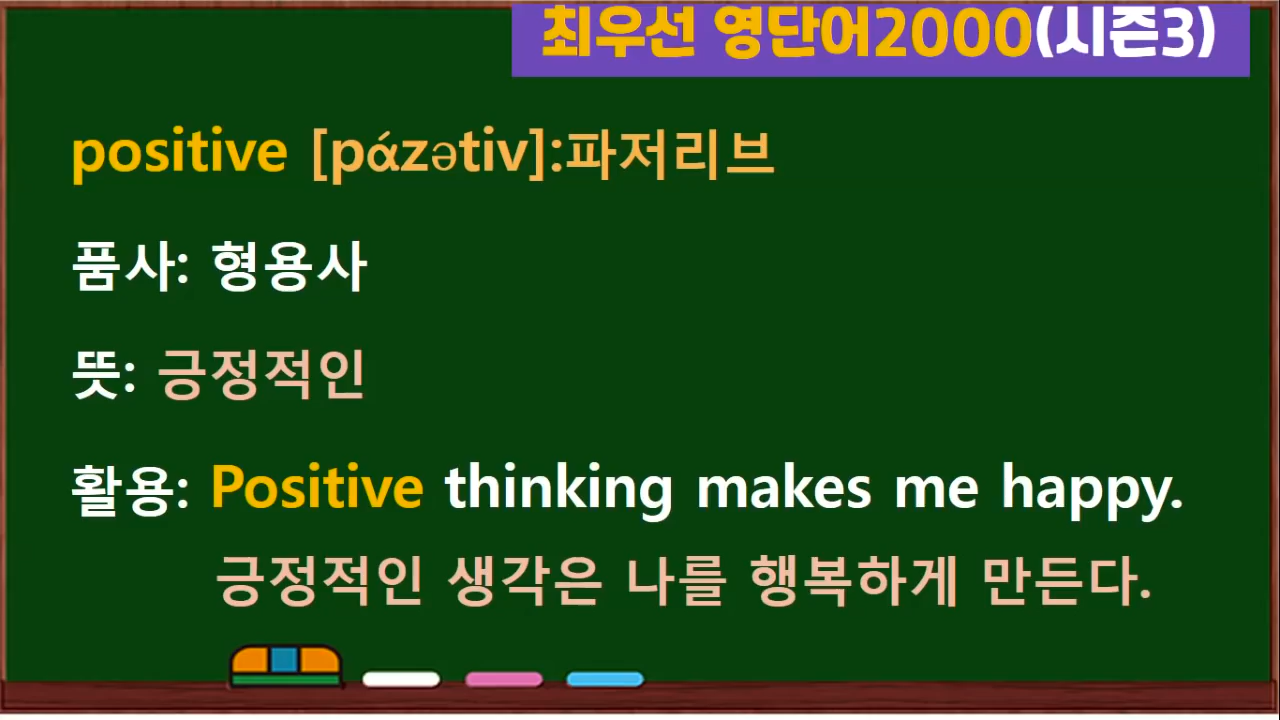 최우선 영단어2000(시즌3)
positive [pάzətiv]:파저리브
품사: 형용사
뜻: 긍정적인
활용: Positive thinking makes me happy.
긍정적인 생각은 나를 행복하게 만든다.